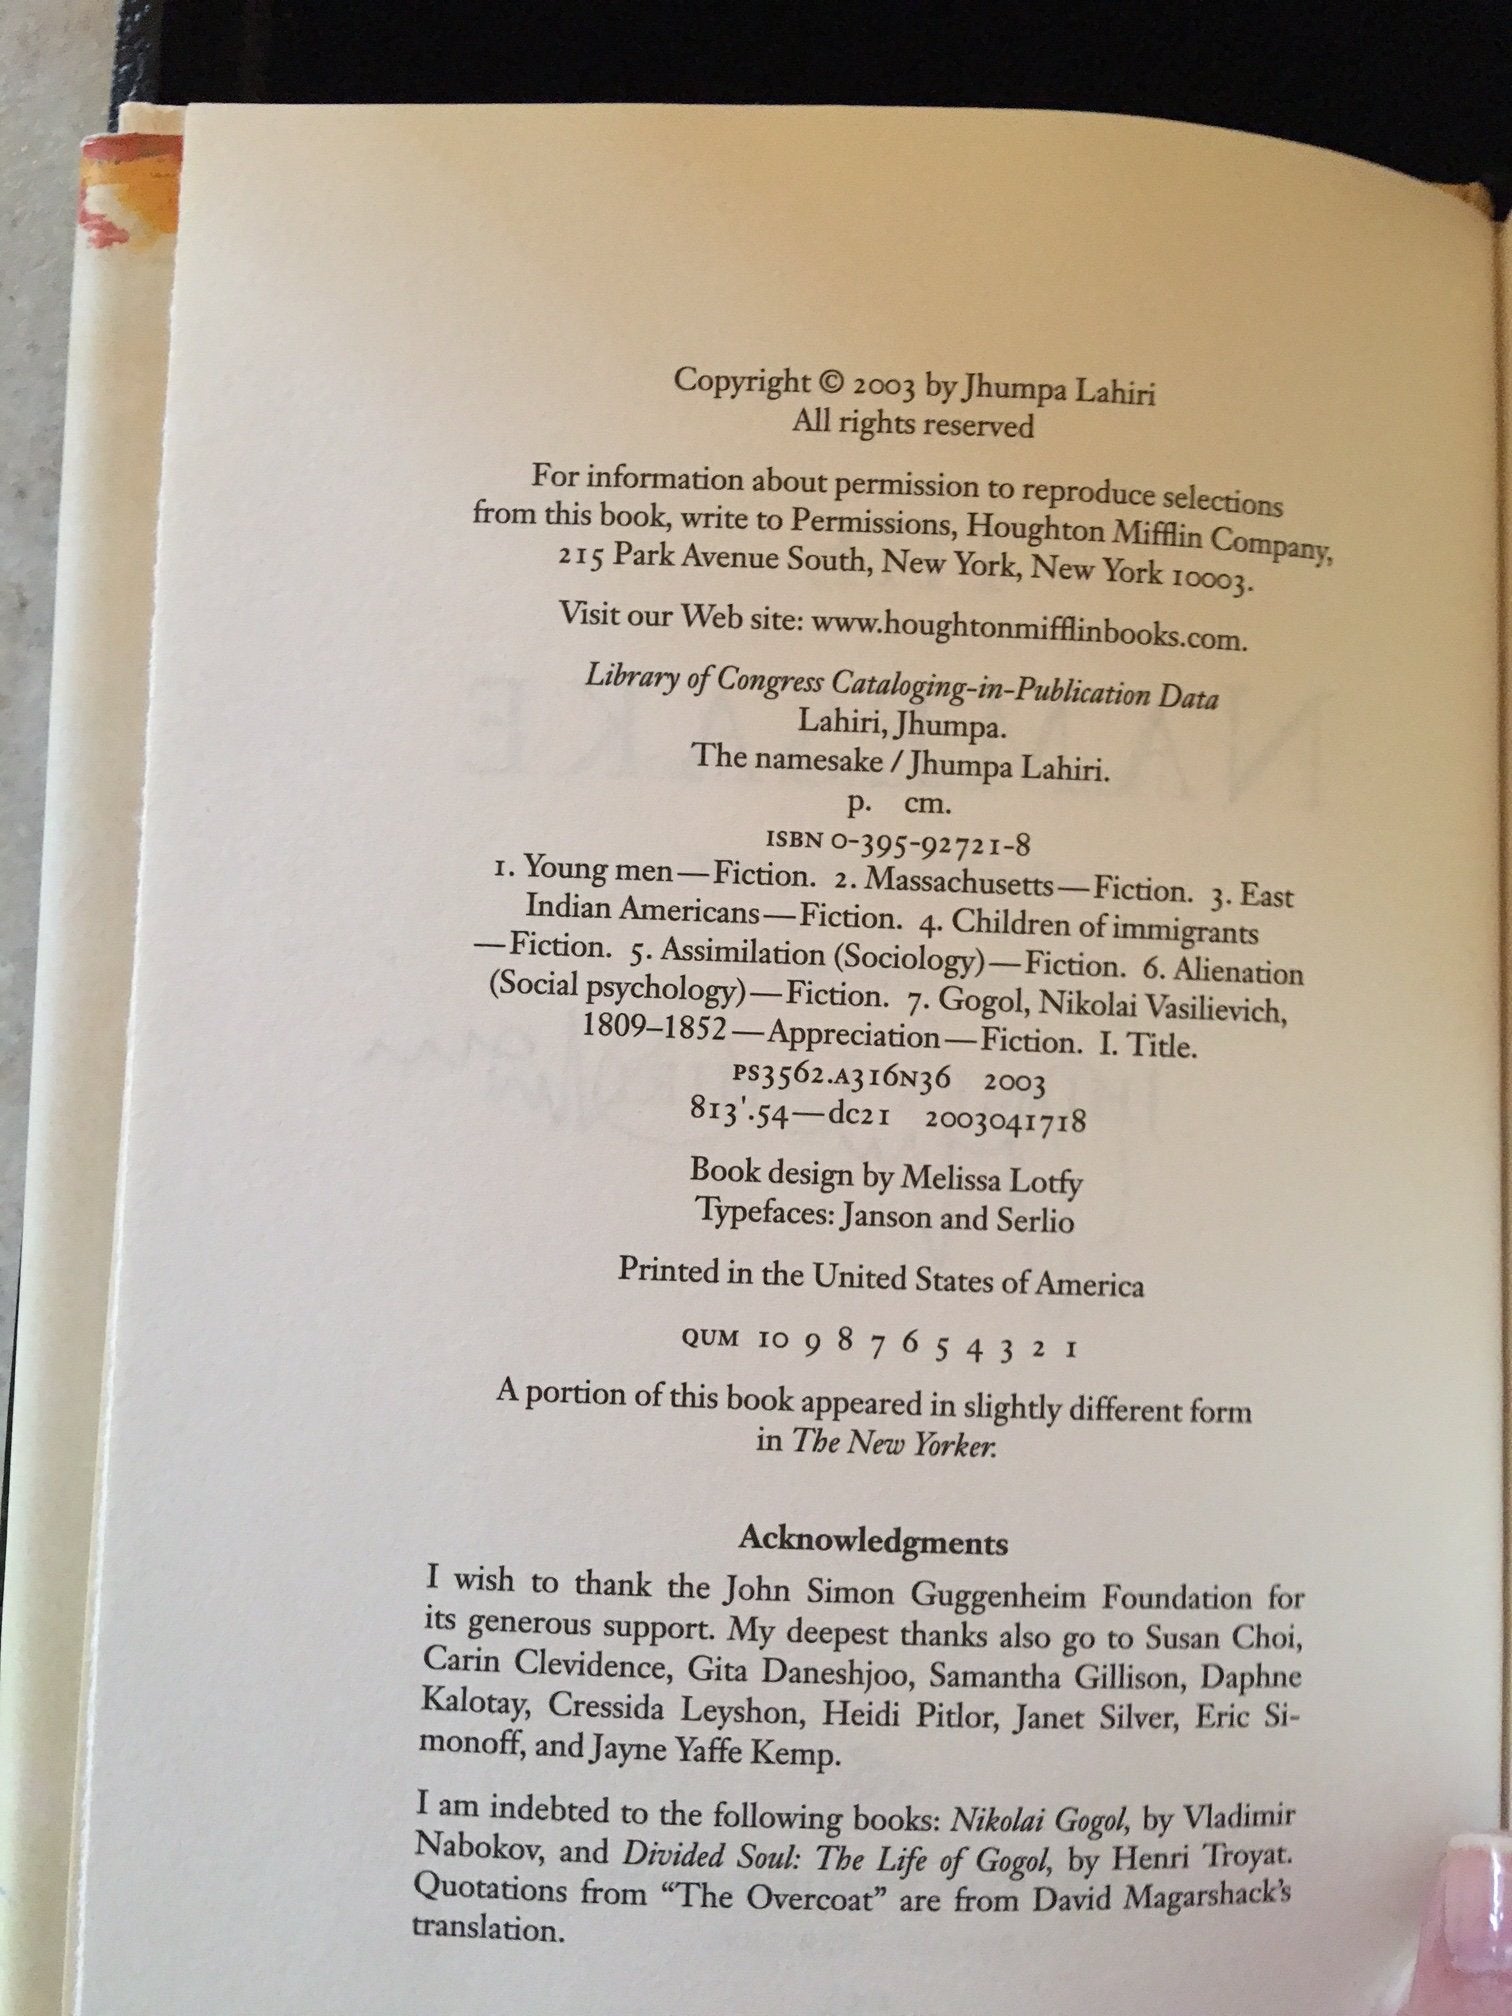 Copyright © 2003 by Jhumpa Lahiri
All rights reserved
For information about permission to reproduce selections
from this book, write to Permissions, Houghton Mifflin Company,
215 Park Avenue South, New York, New York 10003.
Visit our Web site: www.houghtonmifflinbooks.com.
Library of Congress Cataloging-in-Publication Data
Lahiri, Jhumpa.
The namesake / Jhumpa Lahiri.
p. cm.
ISBN 0-395-92721-8
1. Young men—Fiction. 2. Massachusetts—Fiction. 3. East
Indian Americans—Fiction. 4. Children of immigrants
—Fiction. 5. Assimilation (Sociology)—Fiction. 6. Alienation
(Social psychology)—Fiction. 7. Gogol, Nikolai Vasilievich,
1809–1852—Appreciation—Fiction. I. Title.
PS3562.A316N36 2003
813'.54—dc21 2003041718
Book design by Melissa Lotfy
Typefaces: Janson and Serlio
Printed in the United States of America
QUM 10 9 8 7 6 5 4 3 2 1
A portion of this book appeared in slightly different form
in The New Yorker.
Acknowledgments
I wish to thank the John Simon Guggenheim Foundation for
its generous support. My deepest thanks also go to Susan Choi,
Carin Clevidence, Gita Daneshjoo, Samantha Gillison, Daphne
Kalotay, Cressida Leyshon, Heidi Pitlor, Janet Silver, Eric Si-
monoff, and Jayne Yaffe Kemp.
I am indebted to the following books: Nikolai Gogol, by Vladimir
Nabokov, and Divided Soul: The Life of Gogol, by Henri Troyat.
Quotations from “The Overcoat” are from David Magarshack’s
translation.